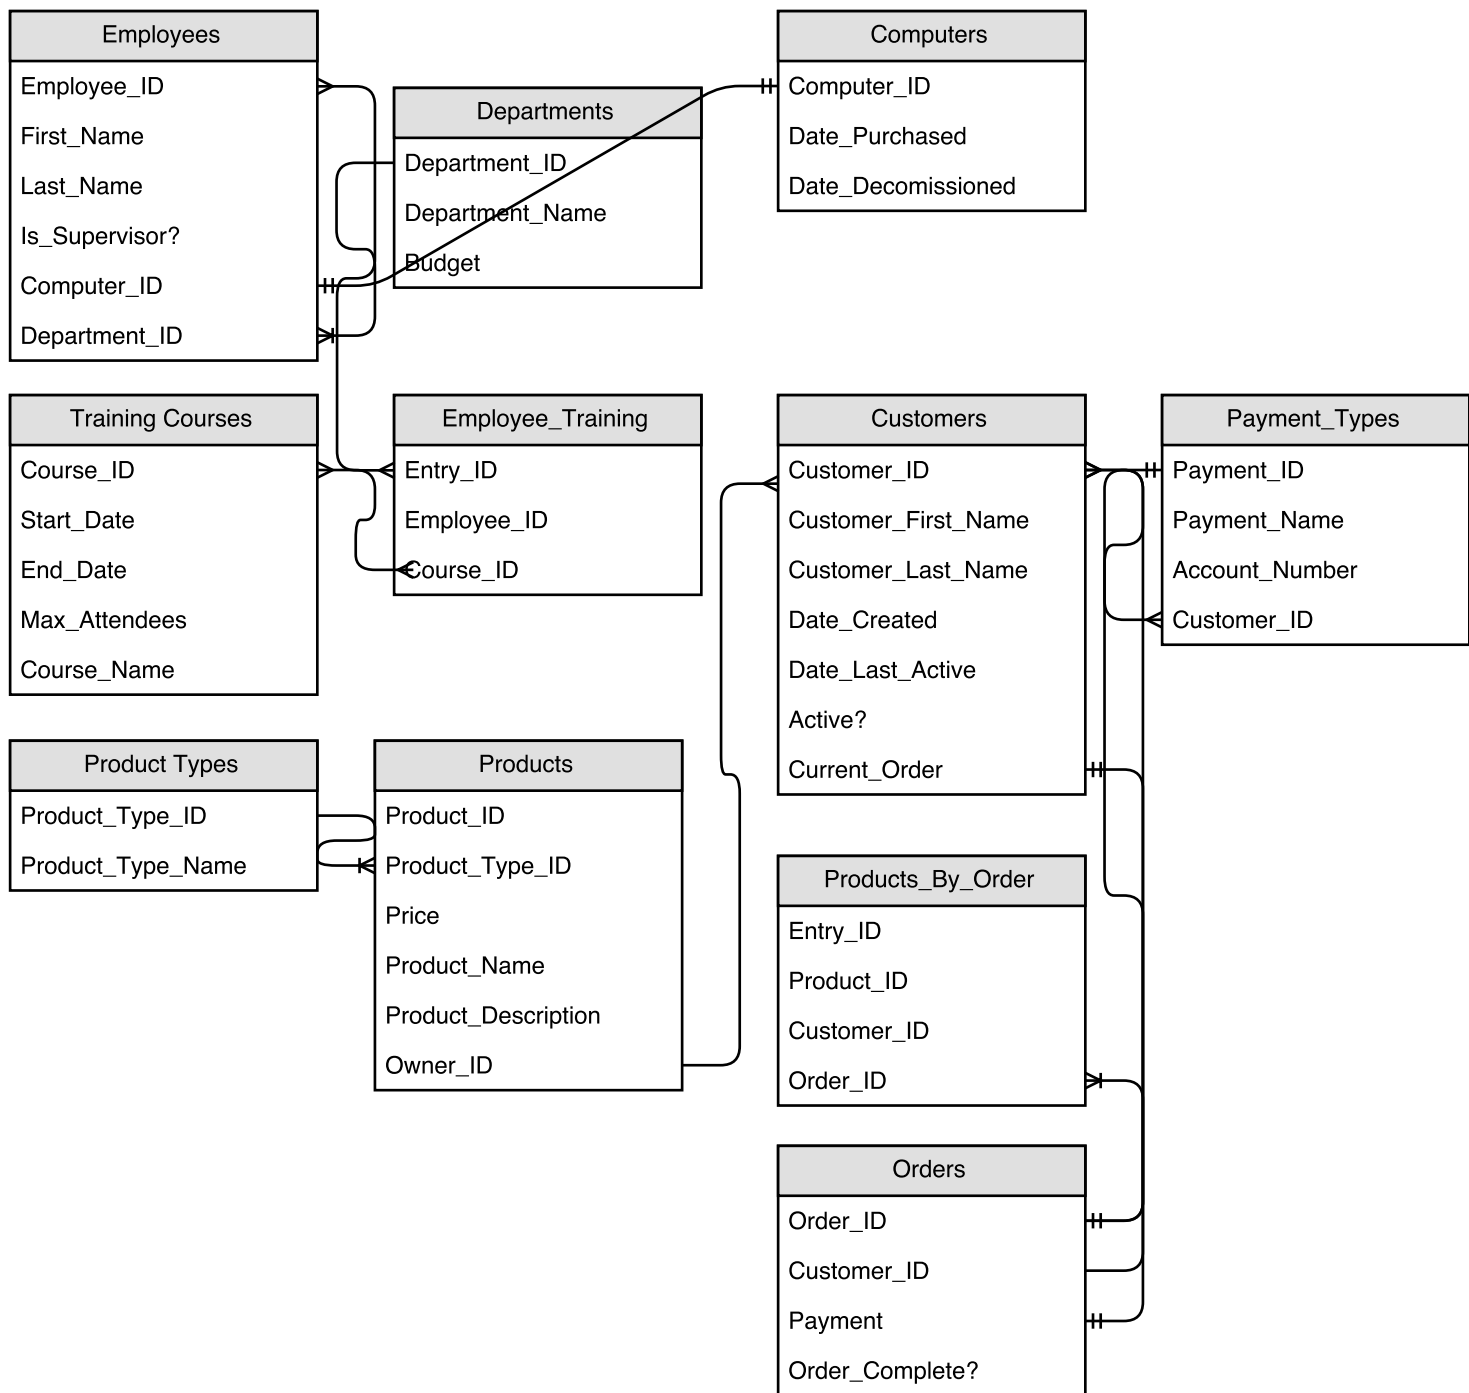 Employees
Employee_ID
First_Name
Last_Name
Is_Supervisor?
Computer_ID
Department_ID
Departments
Department_ID
Department_Name
Budget
Computers
Computer_ID
Date_Purchased
Date_Decomissioned
Training Courses
Course_ID
Start_Date
End_Date
Max_Attendees
Course_Name
Employee_Training
Entry_ID
Employee_ID
Course_ID
Customers
Customer_ID
Customer_First_Name
Customer_Last_Name
Date_Created
Date_Last_Active
Active?
Current_Order
Payment_Types
Payment_ID
Payment_Name
Account_Number
Customer_ID
Product Types
Product_Type_ID
Product_Type_Name
Products
Product_ID
Product_Type_ID
Price
Product_Name
Product_Description
Owner_ID
Products_By_Order
Entry_ID
Product_ID
Customer_ID
Order_ID
Orders
Order_ID
Customer_ID
Payment
Order_Complete?